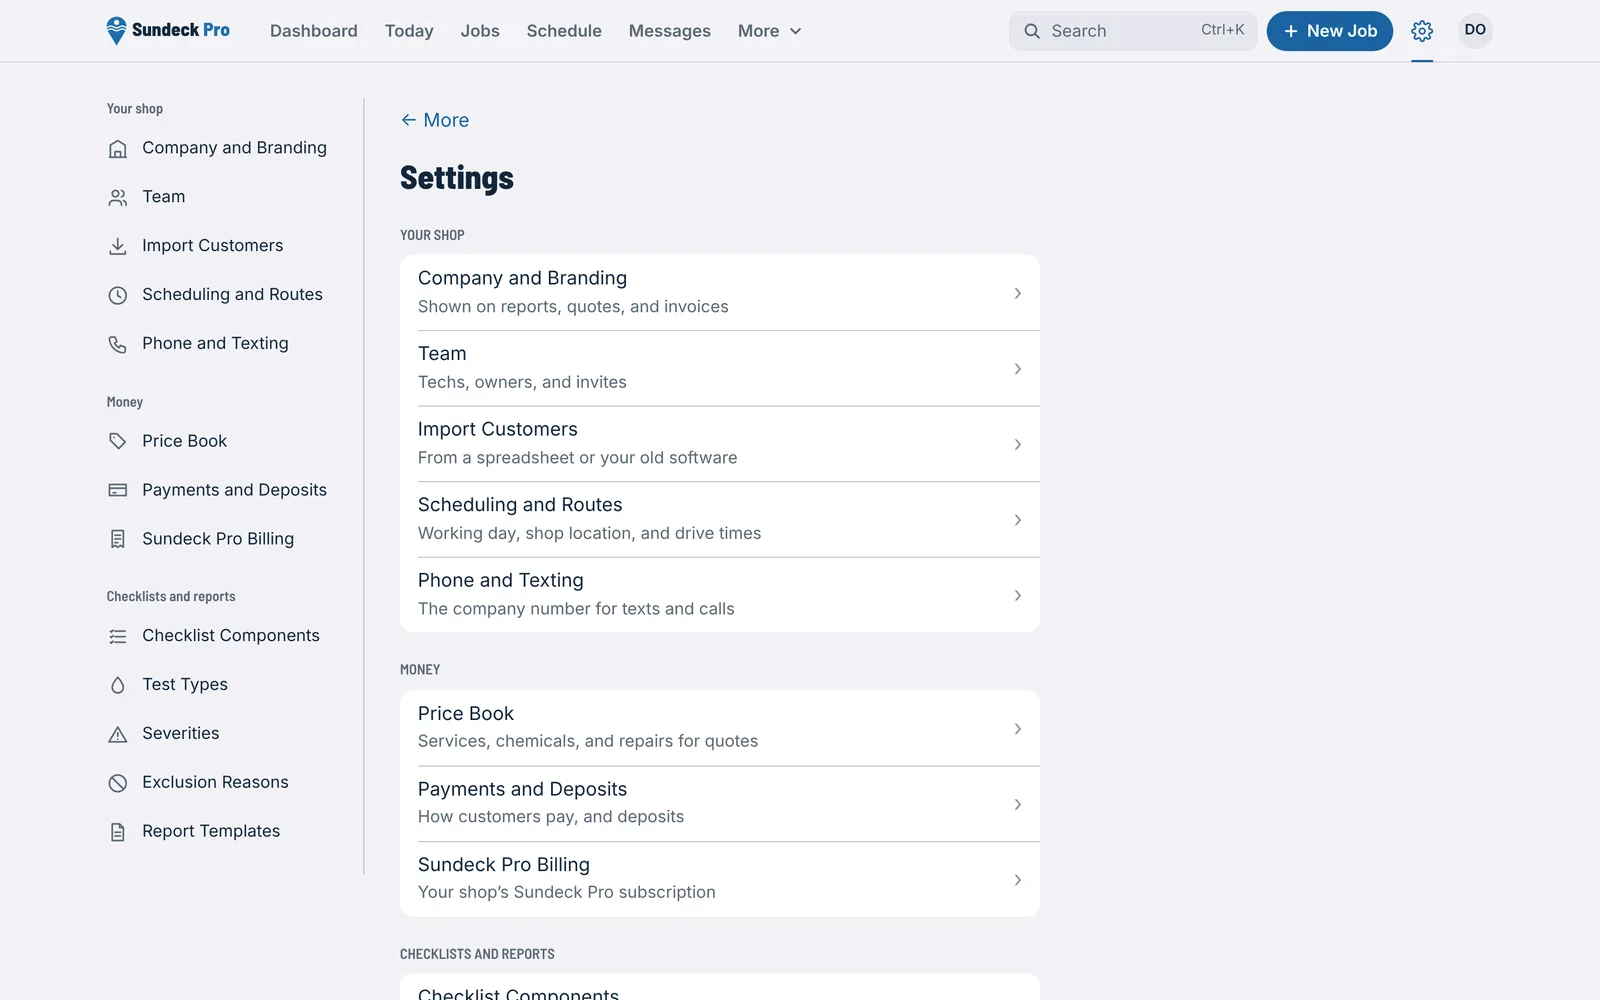 Sundeck Pro
Dashboard
Today
Jobs
Schedule
Messages
More
Search
Ctrl+K
New Job
DO
Your shop
Company and Branding
Team
Import Customers
Scheduling and Routes
Phone and Texting
Money
Price Book
Payments and Deposits
Sundeck Pro Billing
Checklists and reports
Checklist Components
Test Types
Severities
Exclusion Reasons
Report Templates
← More
Settings
YOUR SHOP
Company and Branding
Shown on reports, quotes, and invoices
Team
Techs, owners, and invites
Import Customers
From a spreadsheet or your old software
Scheduling and Routes
Working day, shop location, and drive times
Phone and Texting
The company number for texts and calls
MONEY
Price Book
Services, chemicals, and repairs for quotes
Payments and Deposits
How customers pay, and deposits
Sundeck Pro Billing
Your shop’s Sundeck Pro subscription
CHECKLISTS AND REPORTS
Checklist Components